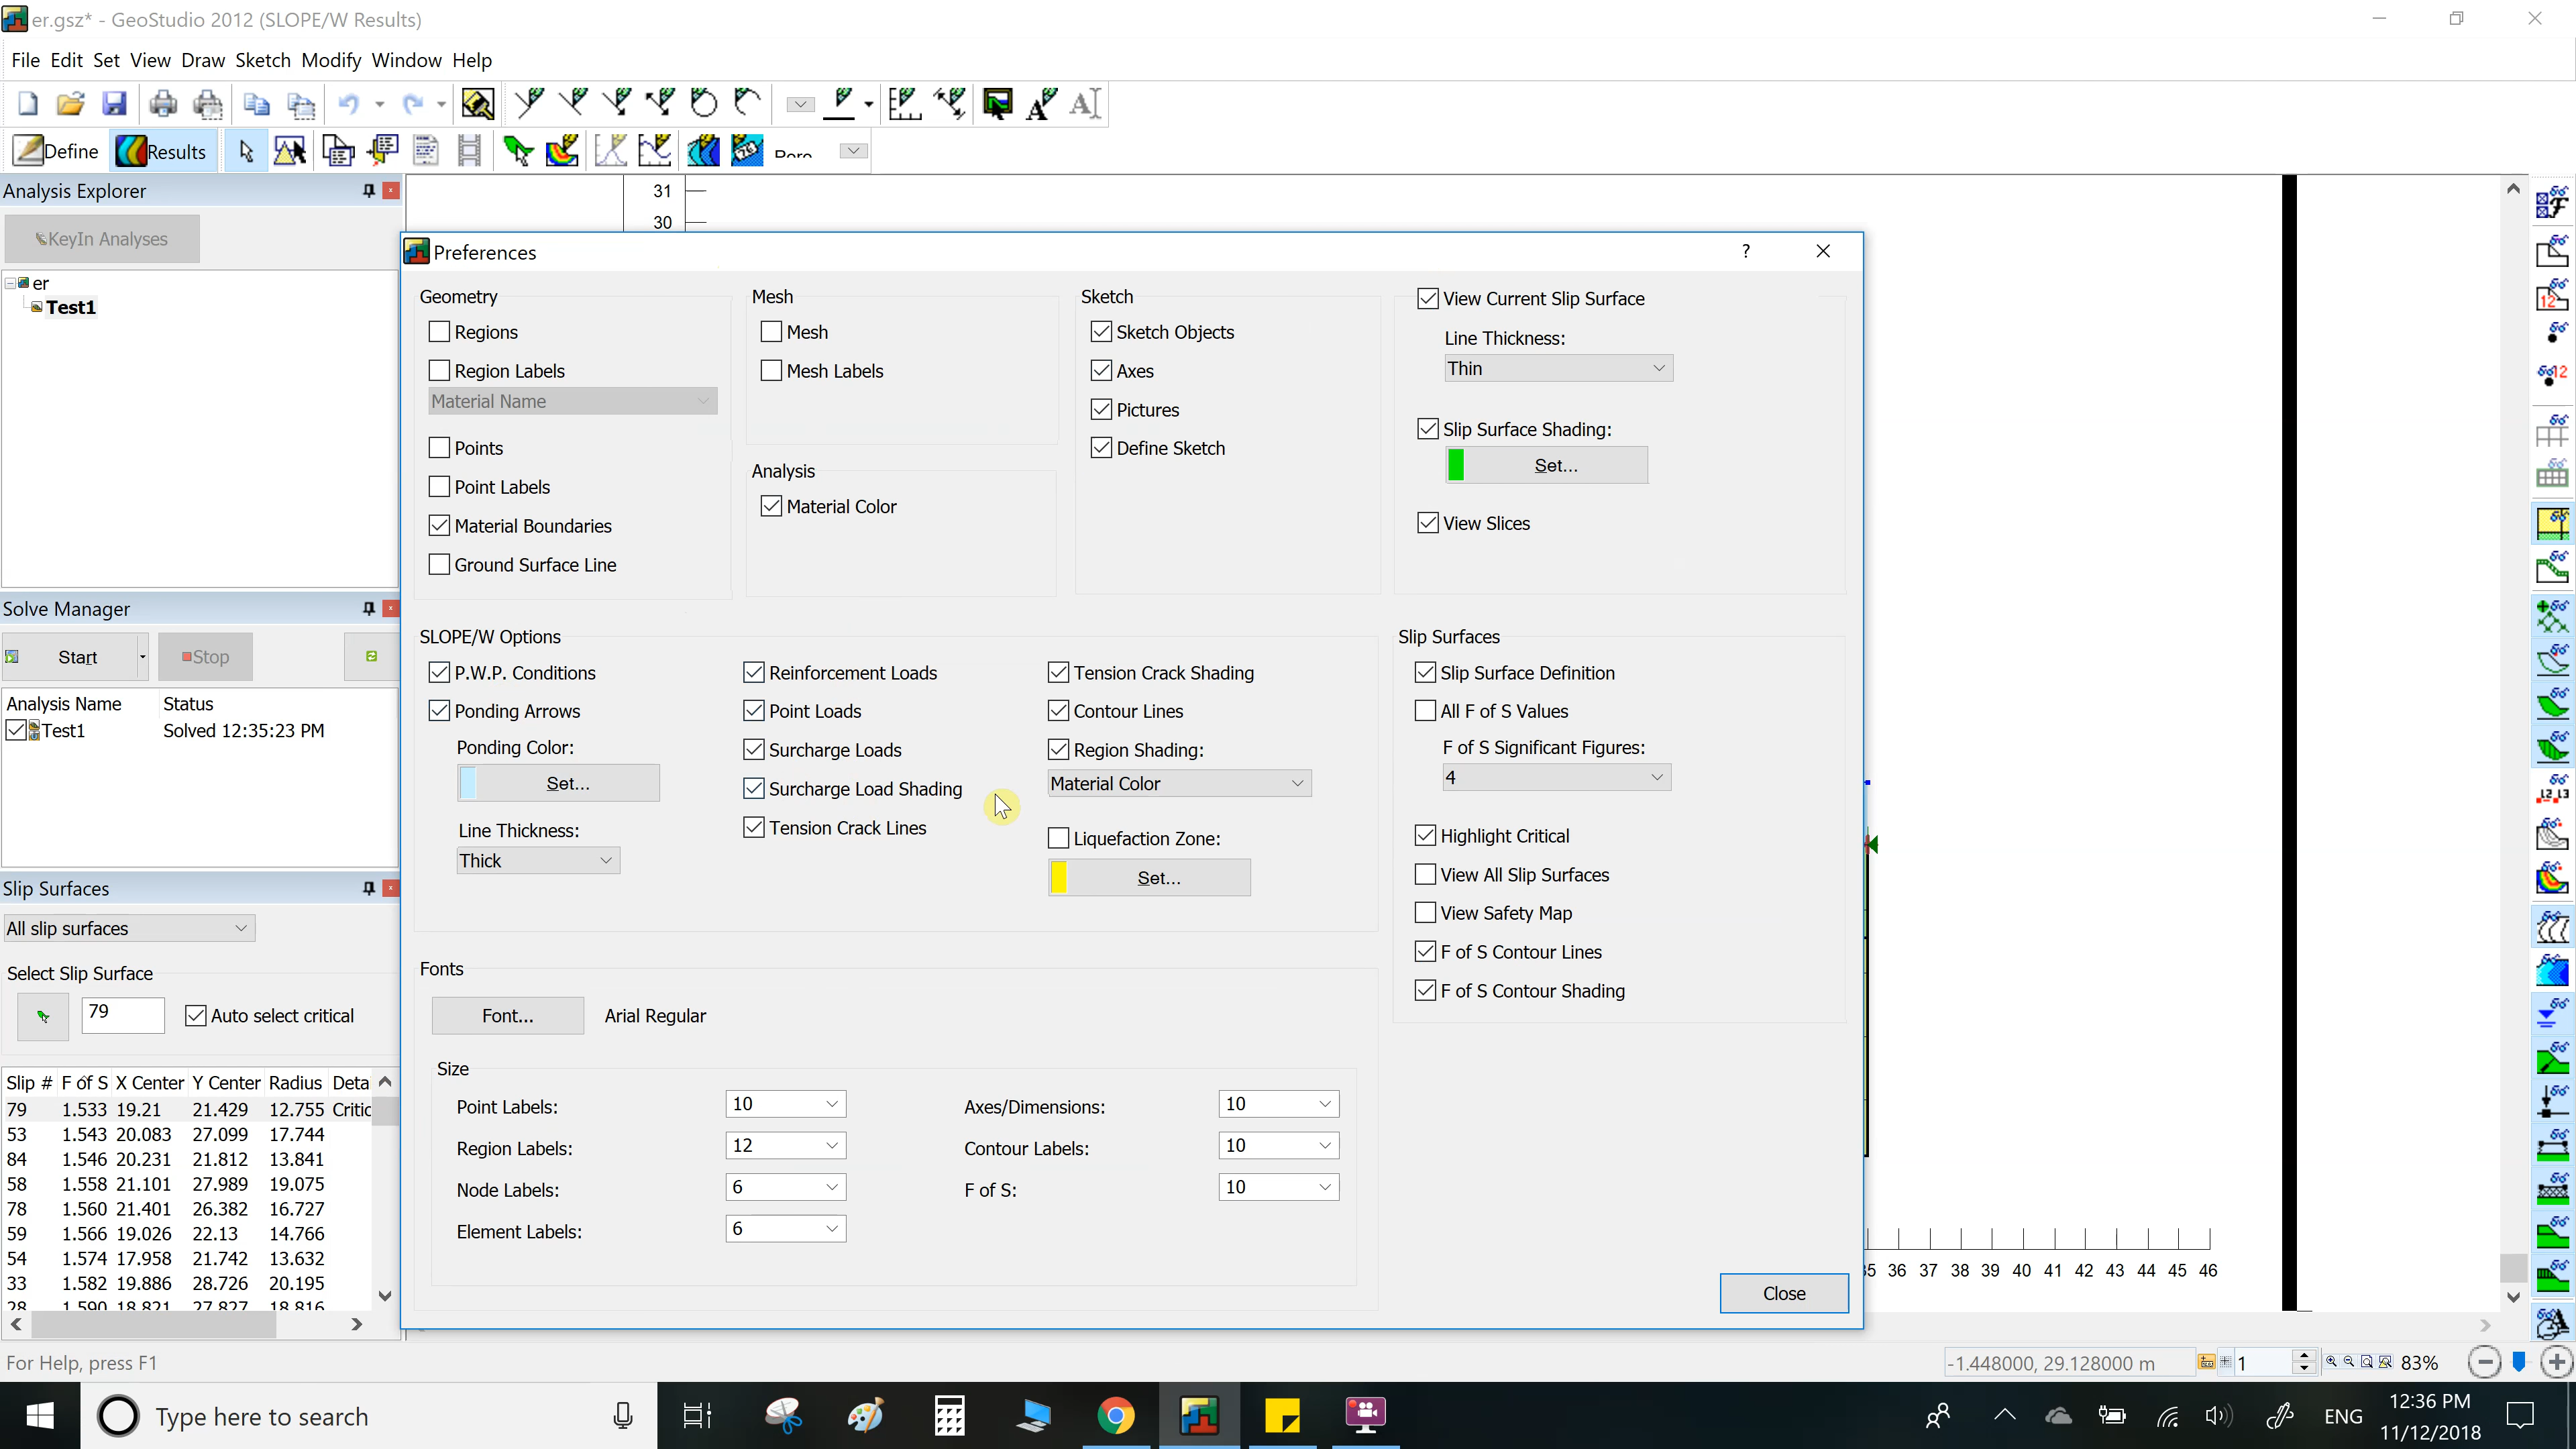 er.gsz* - GeoStudio 2012 (SLOPE/W Results)
File Edit Set View Draw Sketch Modify Window Help
Define Results
Analysis Explorer
KeyIn Analyses
er
Test1
Solve Manager
Start Stop
Analysis Name Status
Test1 Solved 12:35:23 PM
Slip Surfaces
All slip surfaces
Select Slip Surface
79 Auto select critical
Slip # F of S X Center Y Center Radius Deta
79 1.533 19.21 21.429 12.755 Critic
53 1.543 20.083 27.099 17.744
84 1.546 20.231 21.812 13.841
58 1.558 21.101 27.989 19.075
78 1.560 21.401 26.382 16.727
59 1.566 19.026 22.13 14.766
54 1.574 17.958 21.742 13.632
33 1.582 19.886 28.726 20.195
28 1.590 18.821 27.827 18.816
31
30
Preferences ?
Geometry
Regions
Region Labels
Material Name
Points
Point Labels
Material Boundaries
Ground Surface Line
Mesh
Mesh
Mesh Labels
Analysis
Material Color
Sketch
Sketch Objects
Axes
Pictures
Define Sketch
View Current Slip Surface
Line Thickness:
Thin
Slip Surface Shading:
Set...
View Slices
SLOPE/W Options
P.W.P. Conditions
Ponding Arrows
Ponding Color:
Set...
Line Thickness:
Thick
Reinforcement Loads
Point Loads
Surcharge Loads
Surcharge Load Shading
Tension Crack Lines
Tension Crack Shading
Contour Lines
Region Shading:
Material Color
Liquefaction Zone:
Set...
Slip Surfaces
Slip Surface Definition
All F of S Values
F of S Significant Figures:
4
Highlight Critical
View All Slip Surfaces
View Safety Map
F of S Contour Lines
F of S Contour Shading
Fonts
Font... Arial Regular
Size
Point Labels: 10 Axes/Dimensions: 10
Region Labels: 12 Contour Labels: 10
Node Labels: 6 F of S: 10
Element Labels: 6
Close
36 37 38 39 40 41 42 43 44 45 46
For Help, press F1
-1.448000, 29.128000 m 1 83%
Type here to search
ENG
12:36 PM
11/12/2018